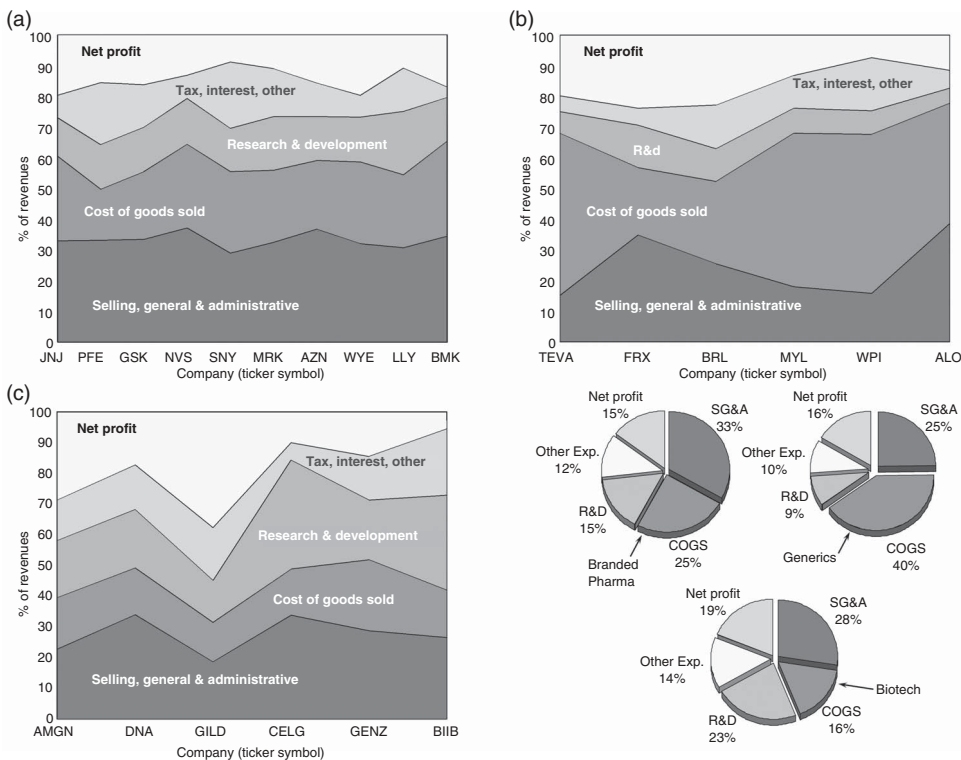 (a)
100
90
80
70
60
50
40
30
20
10
0
% of revenues
Net profit
Tax, interest, other
Research & development
Cost of goods sold
Selling, general & administrative
JNJ PFE GSK NVS SNY MRK AZN WYE LLY BMK
Company (ticker symbol)
(b)
100
90
80
70
60
50
40
30
20
10
0
% of revenues
Net profit
Tax, interest, other
R&d
Cost of goods sold
Selling, general & administrative
TEVA FRX BRL MYL WPI ALO
Company (ticker symbol)
(c)
100
90
80
70
60
50
40
30
20
10
0
% of revenues
Net profit
Tax, interest, other
Research & development
Cost of goods sold
Selling, general & administrative
AMGN DNA GILD CELG GENZ BIIB
Company (ticker symbol)
Net profit
15%
SG&A
33%
Other Exp.
12%
R&D
15%
COGS
25%
Branded
Pharma
Net profit
16%
SG&A
25%
Other Exp.
10%
R&D
9%
COGS
40%
Generics
Net profit
19%
SG&A
28%
Other Exp.
14%
Biotech
R&D
23%
COGS
16%